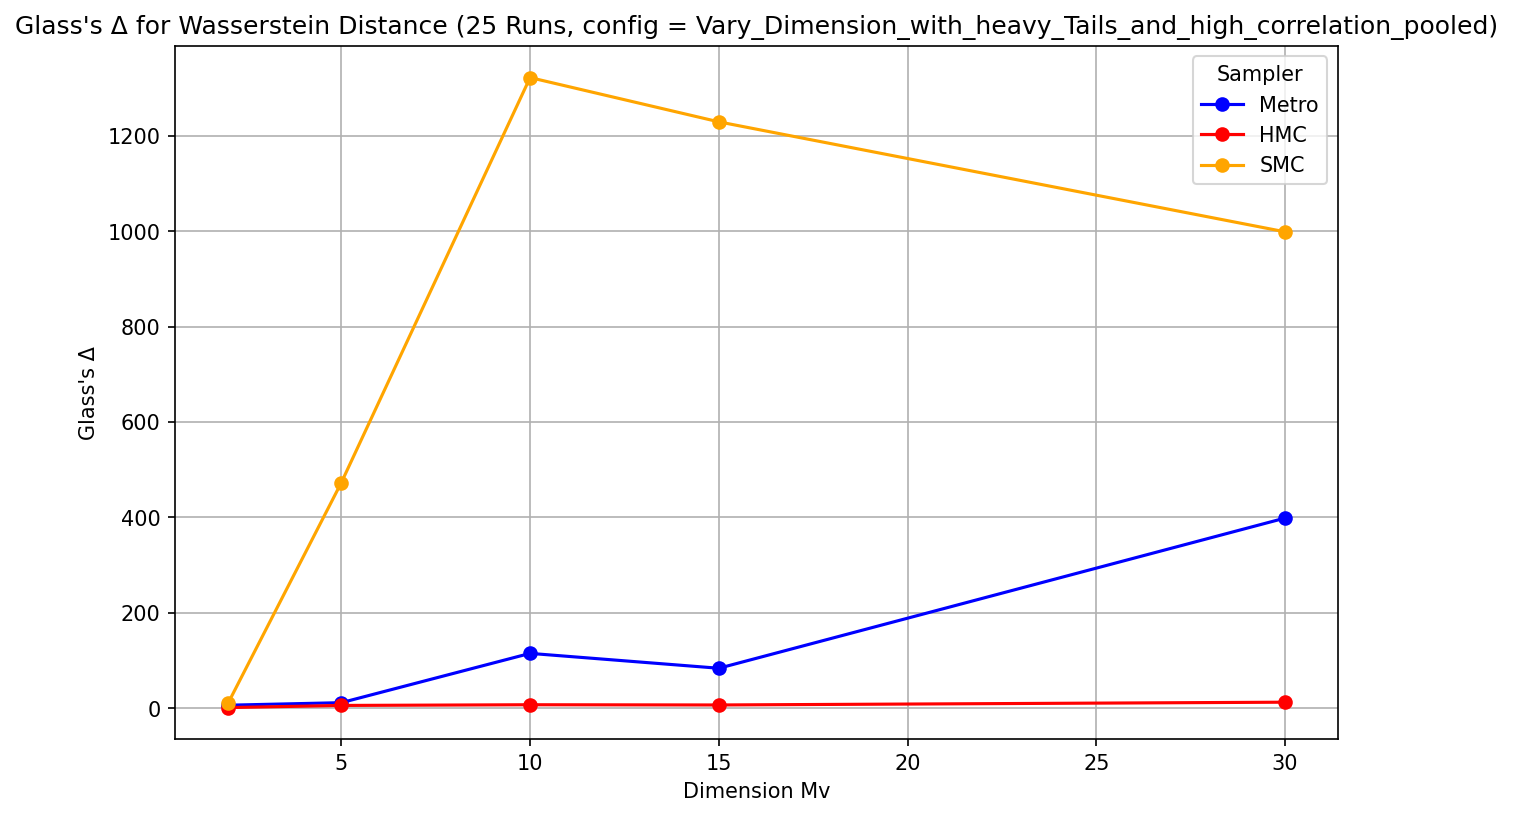 Glass's Δ for Wasserstein Distance (25 Runs, config = Vary_Dimension_with_heavy_Tails_and_high_correlation_pooled)
Sampler
Metro
HMC
SMC
Glass's Δ
1200
1000
800
600
400
200
0
5 10 15 20 25 30
Dimension Mv